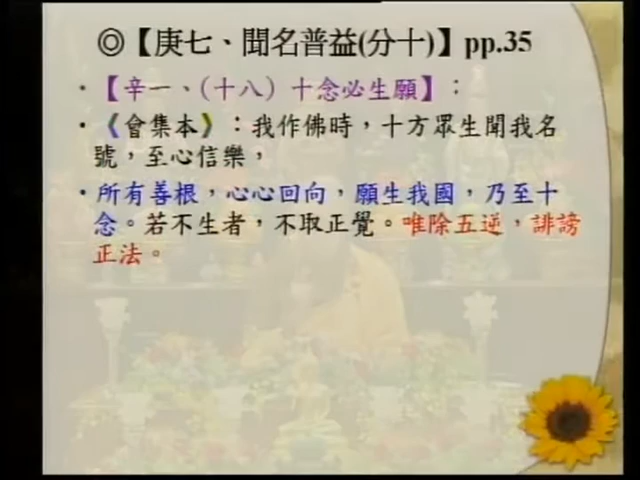 ◎【庚七、聞名普益(分十)】pp.35
・【辛一、(十八) 十念必生願】：
・《會集本》：我作佛時，十方眾生聞我名
號，至心信樂，
・所有善根，心心回向，願生我國，乃至十
念。若不生者，不取正覺。唯除五逆，誹謗
正法。